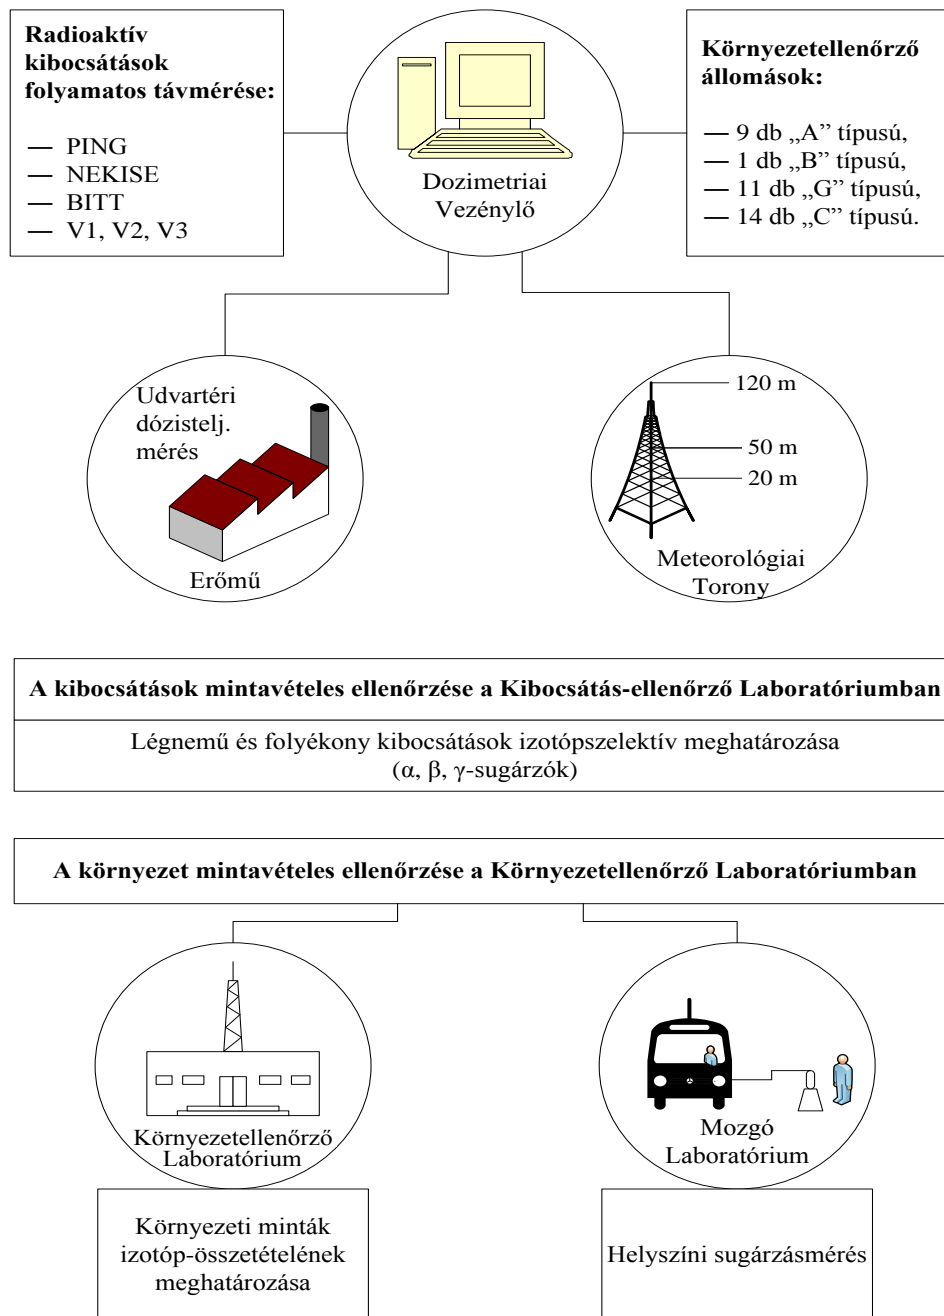 Radioaktív
kibocsátások
folyamatos távmérése:
— PING
— NEKISE
— BITT
— V1, V2, V3
Dozimetriai
Vezénylő
Környezetellenőrző
állomások:
— 9 db „A” típusú,
— 1 db „B” típusú,
— 11 db „G” típusú,
— 14 db „C” típusú.
Udvartéri
dózistelj.
mérés
Erőmű
120 m
50 m
20 m
Meteorológiai
Torony
A kibocsátások mintavételes ellenőrzése a Kibocsátás-ellenőrző Laboratóriumban
Légnemű és folyékony kibocsátások izotópszelektív meghatározása
(α, β, γ-sugárzók)
A környezet mintavételes ellenőrzése a Környezetellenőrző Laboratóriumban
Környezetellenőrző
Laboratórium
Mozgó
Laboratórium
Környezeti minták
izotóp-összetételének
meghatározása
Helyszíni sugárzásmérés